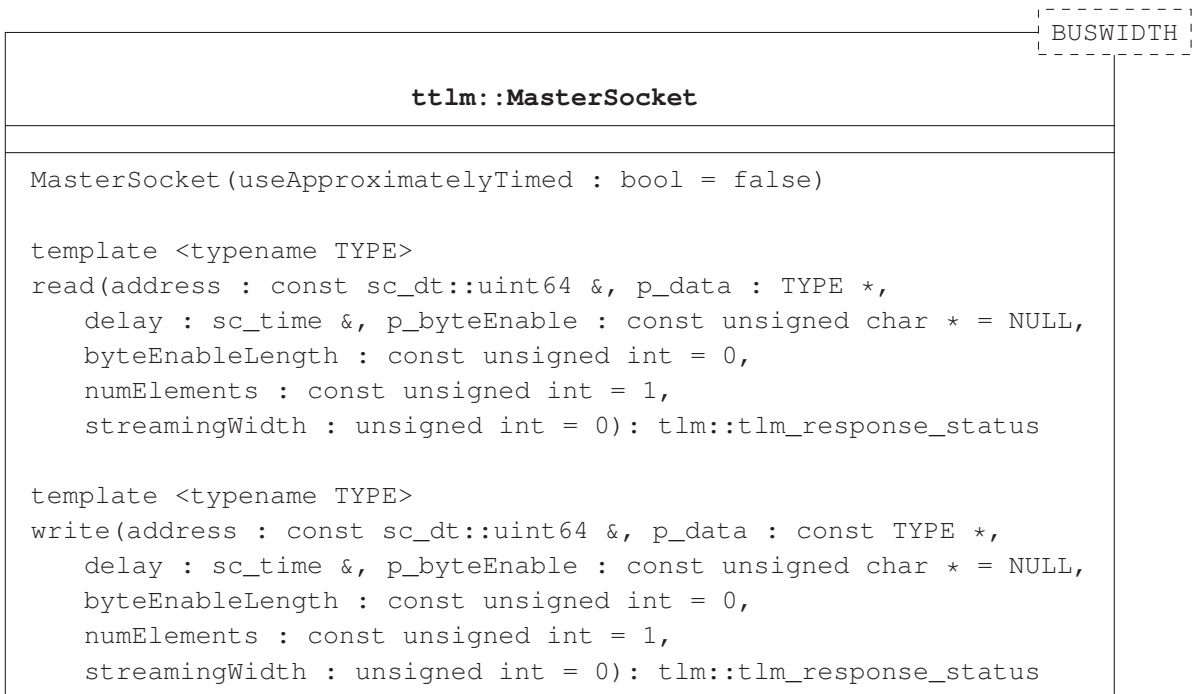 BUSWIDTH
ttlm::MasterSocket
MasterSocket(useApproximatelyTimed : bool = false)
template <typename TYPE>
read(address : const sc_dt::uint64 &, p_data : TYPE *,
delay : sc_time &, p_byteEnable : const unsigned char * = NULL,
byteEnableLength : const unsigned int = 0,
numElements : const unsigned int = 1,
streamingWidth : unsigned int = 0): tlm::tlm_response_status
template <typename TYPE>
write(address : const sc_dt::uint64 &, p_data : const TYPE *,
delay : sc_time &, p_byteEnable : const unsigned char * = NULL,
byteEnableLength : const unsigned int = 0,
numElements : const unsigned int = 1,
streamingWidth : unsigned int = 0): tlm::tlm_response_status